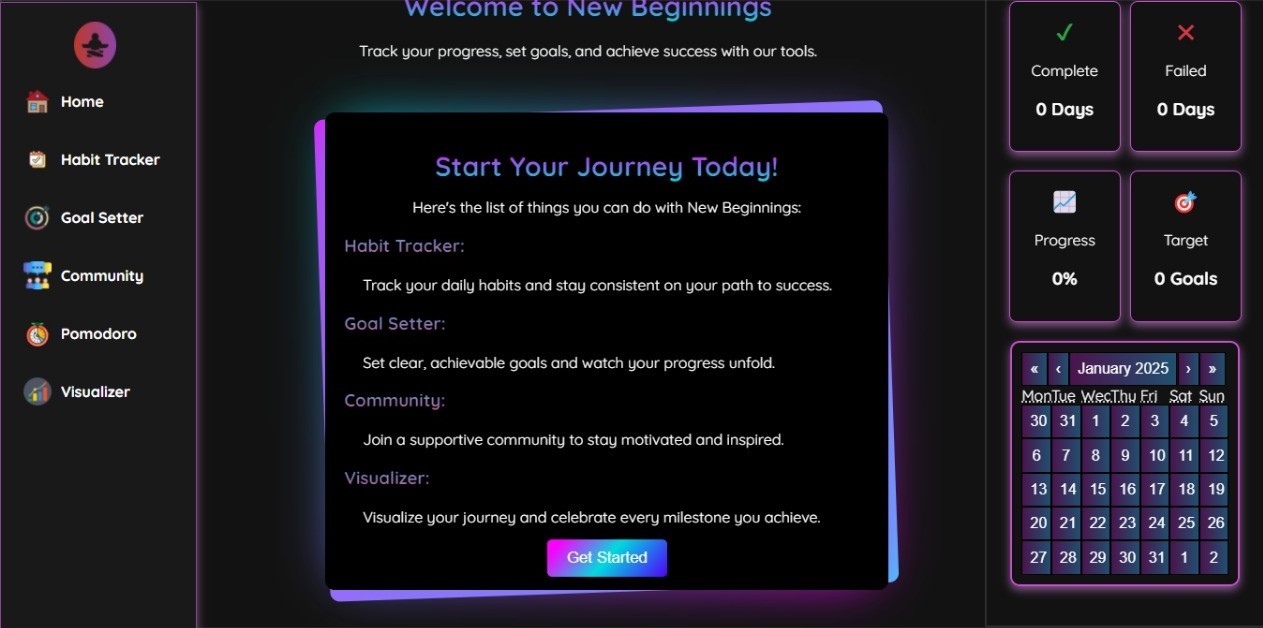 Welcome to New Beginnings
Track your progress, set goals, and achieve success with our tools.
Home
Habit Tracker
Goal Setter
Community
Pomodoro
Visualizer
Start Your Journey Today!
Here's the list of things you can do with New Beginnings:
Habit Tracker:
Track your daily habits and stay consistent on your path to success.
Goal Setter:
Set clear, achievable goals and watch your progress unfold.
Community:
Join a supportive community to stay motivated and inspired.
Visualizer:
Visualize your journey and celebrate every milestone you achieve.
Get Started
Complete
0 Days
Failed
0 Days
Progress
0%
Target
0 Goals
« ‹ January 2025 › »
Mon Tue Wed Thu Fri Sat Sun
30 31 1 2 3 4 5
6 7 8 9 10 11 12
13 14 15 16 17 18 19
20 21 22 23 24 25 26
27 28 29 30 31 1 2